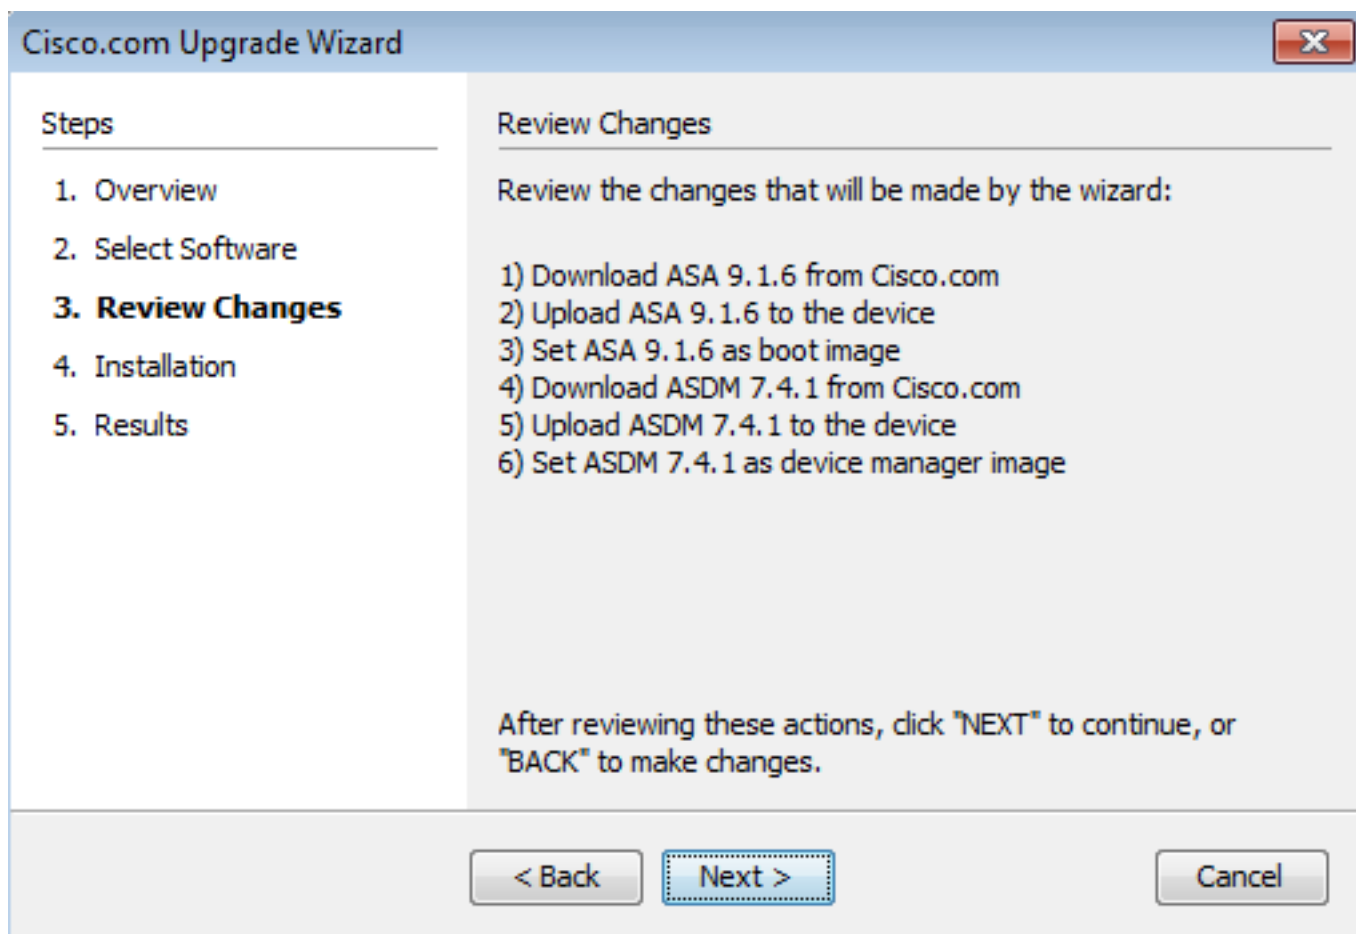 Cisco.com Upgrade Wizard
Steps
1. Overview
2. Select Software
3. Review Changes
4. Installation
5. Results
Review Changes
Review the changes that will be made by the wizard:
1) Download ASA 9.1.6 from Cisco.com
2) Upload ASA 9.1.6 to the device
3) Set ASA 9.1.6 as boot image
4) Download ASDM 7.4.1 from Cisco.com
5) Upload ASDM 7.4.1 to the device
6) Set ASDM 7.4.1 as device manager image
After reviewing these actions, click "NEXT" to continue, or
"BACK" to make changes.
< Back
Next >
Cancel